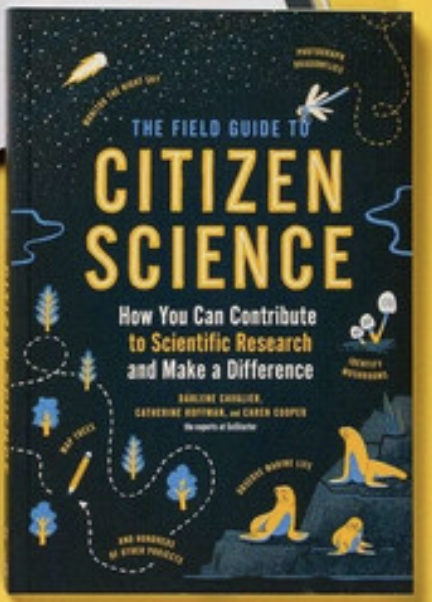 MONITOR THE NIGHT SKY
PHOTOGRAPH
DRAGONFLIES
THE FIELD GUIDE TO
CITIZEN
SCIENCE
How You Can Contribute
to Scientific Research
and Make a Difference
DARLENE CAVALIER,
CATHERINE HOFFMAN, and CAREN COOPER
the experts at SciStarter
IDENTIFY
MUSHROOMS
MAP TREES
OBSERVE MARINE LIFE
AND HUNDREDS
OF OTHER PROJECTS